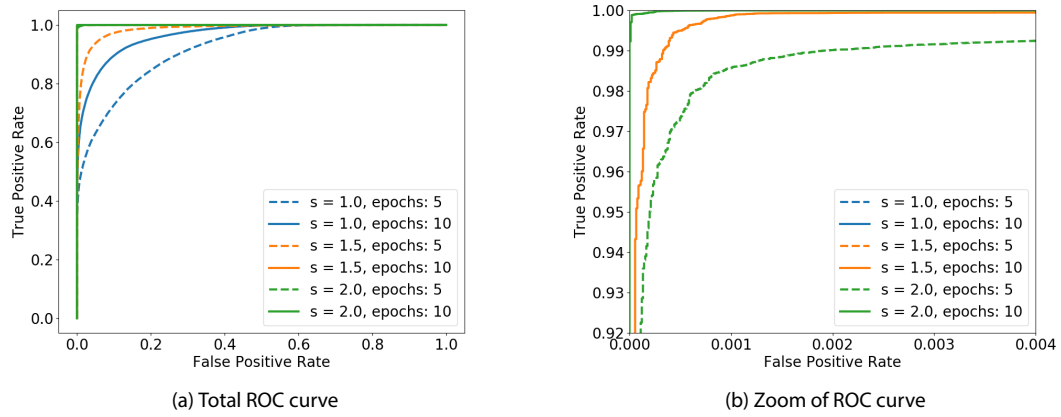 1.0
0.8
0.6
0.4
0.2
0.0
True Positive Rate
s = 1.0, epochs: 5
s = 1.0, epochs: 10
s = 1.5, epochs: 5
s = 1.5, epochs: 10
s = 2.0, epochs: 5
s = 2.0, epochs: 10
0.0 0.2 0.4 0.6 0.8 1.0
False Positive Rate
(a) Total ROC curve
1.00
0.99
0.98
0.97
0.96
0.95
0.94
0.93
0.92
True Positive Rate
s = 1.0, epochs: 5
s = 1.0, epochs: 10
s = 1.5, epochs: 5
s = 1.5, epochs: 10
s = 2.0, epochs: 5
s = 2.0, epochs: 10
0.000 0.001 0.002 0.003 0.004
False Positive Rate
(b) Zoom of ROC curve